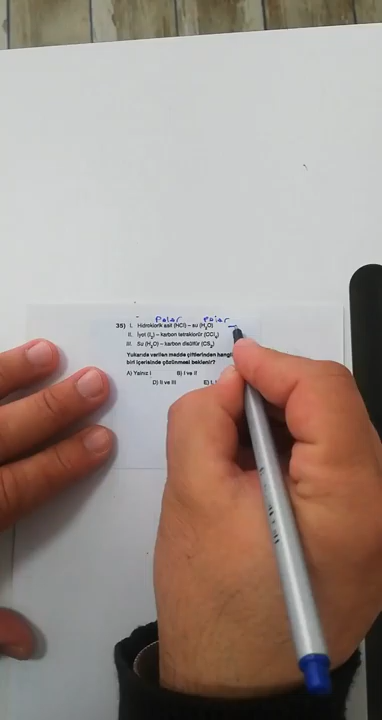 Polar Polar
35) I. Hidroklorik asit (HCl) – su (H₂O)
II. İyot (I₂) – karbon tetraklorür (CCl₄)
III. Su (H₂O) – karbon disülfür (CS₂)
Yukarıda verilen madde çiftlerinden
biri içerisinde çözünmesi beklenir?
A) Yalnız I B) I ve II
D) II ve III E) I,